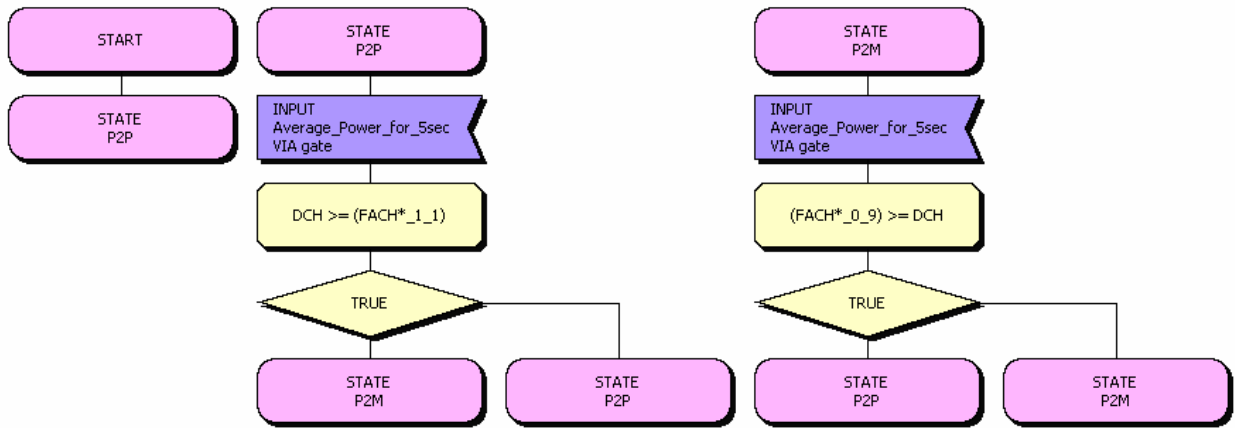 START
STATE
P2P
STATE
P2P
INPUT
Average_Power_for_5sec
VIA gate
DCH >= (FACH*_1_1)
TRUE
STATE
P2M
STATE
P2P
STATE
P2M
INPUT
Average_Power_for_5sec
VIA gate
(FACH*_0_9) >= DCH
TRUE
STATE
P2P
STATE
P2M